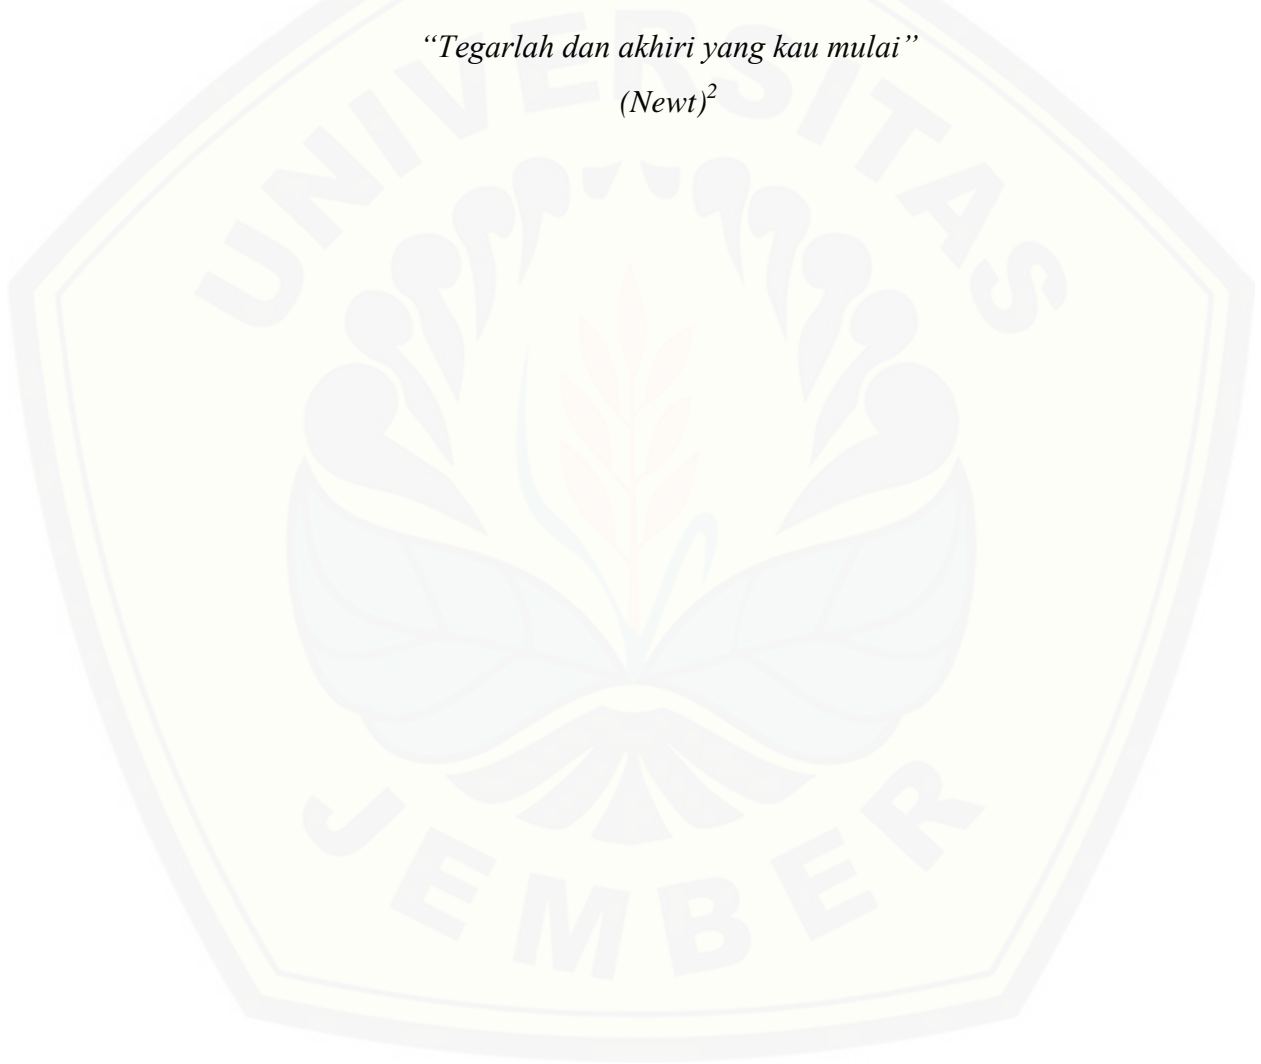 “Tegarlah dan akhiri yang kau mulai”
(Newt)²
UNIVERSITAS
JEMBER